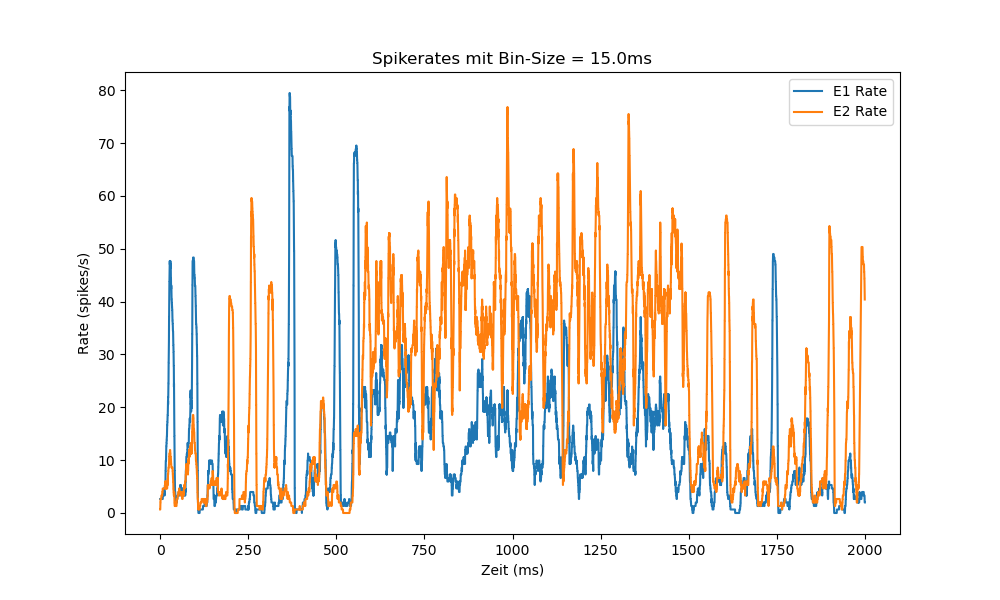 Spikerates mit Bin-Size = 15.0ms
E1 Rate
E2 Rate
Rate (spikes/s)
80
70
60
50
40
30
20
10
0
0 250 500 750 1000 1250 1500 1750 2000
Zeit (ms)